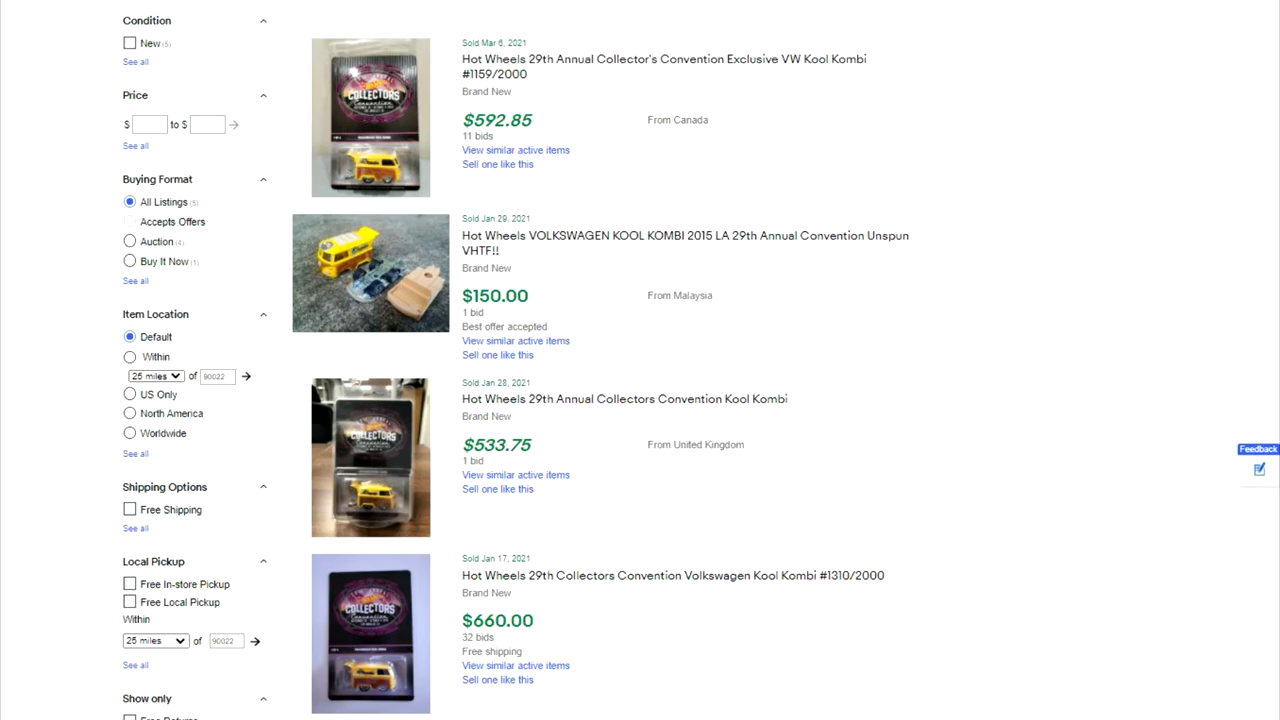 Condition
New (5)
See all
Price
$ to $
See all
Buying Format
All Listings (5)
Accepts Offers
Auction (4)
Buy It Now (1)
See all
Item Location
Default
Within
25 miles of 90022
US Only
North America
Worldwide
See all
Shipping Options
Free Shipping
See all
Local Pickup
Free In-store Pickup
Free Local Pickup
Within
25 miles of 90022
See all
Show only
Free Returns
COLLECTORS
Convention
Sold Mar 6, 2021
Hot Wheels 29th Annual Collector's Convention Exclusive VW Kool Kombi
#1159/2000
Brand New
$592.85
From Canada
11 bids
View similar active items
Sell one like this
Sold Jan 29, 2021
Hot Wheels VOLKSWAGEN KOOL KOMBI 2015 LA 29th Annual Convention Unspun
VHTF!!
Brand New
$150.00
From Malaysia
1 bid
Best offer accepted
View similar active items
Sell one like this
COLLECTORS
Convention
Sold Jan 28, 2021
Hot Wheels 29th Annual Collectors Convention Kool Kombi
Brand New
$533.75
From United Kingdom
1 bid
View similar active items
Sell one like this
COLLECTORS
Convention
Sold Jan 17, 2021
Hot Wheels 29th Collectors Convention Volkswagen Kool Kombi #1310/2000
Brand New
$660.00
32 bids
Free shipping
View similar active items
Sell one like this
Feedback